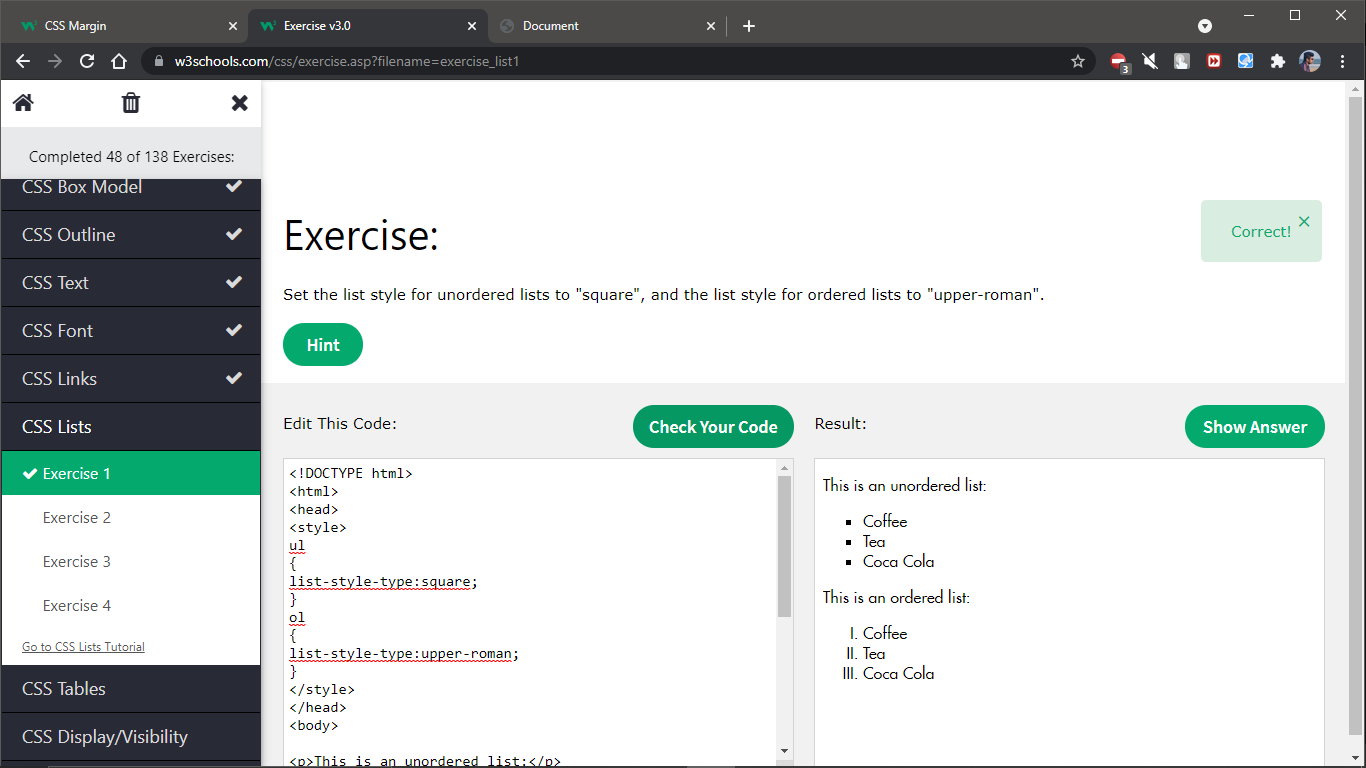 CSS Margin
Exercise v3.0
Document
w3schools.com/css/exercise.asp?filename=exercise_list1
3
Completed 48 of 138 Exercises:
CSS Box Model
CSS Outline
CSS Text
CSS Font
CSS Links
CSS Lists
Exercise 1
Exercise 2
Exercise 3
Exercise 4
Go to CSS Lists Tutorial
CSS Tables
CSS Display/Visibility
Exercise:
Correct!
Set the list style for unordered lists to "square", and the list style for ordered lists to "upper-roman".
Hint
Edit This Code:
Check Your Code
<!DOCTYPE html>
<html>
<head>
<style>
ul
{
list-style-type:square;
}
ol
{
list-style-type:upper-roman;
}
</style>
</head>
<body>
<p>This is an unordered list:</p>
Result:
Show Answer
This is an unordered list:
Coffee
Tea
Coca Cola
This is an ordered list:
I. Coffee
II. Tea
III. Coca Cola